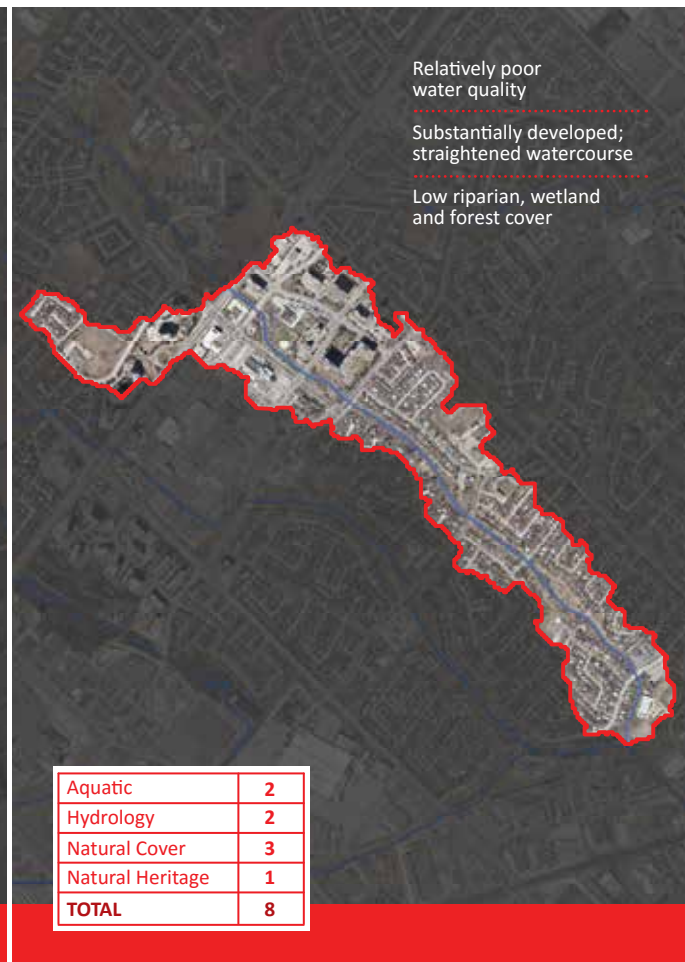 Relatively poor
water quality
Substantially developed;
straightened watercourse
Low riparian, wetland
and forest cover
Aquatic 2
Hydrology 2
Natural Cover 3
Natural Heritage 1
TOTAL 8